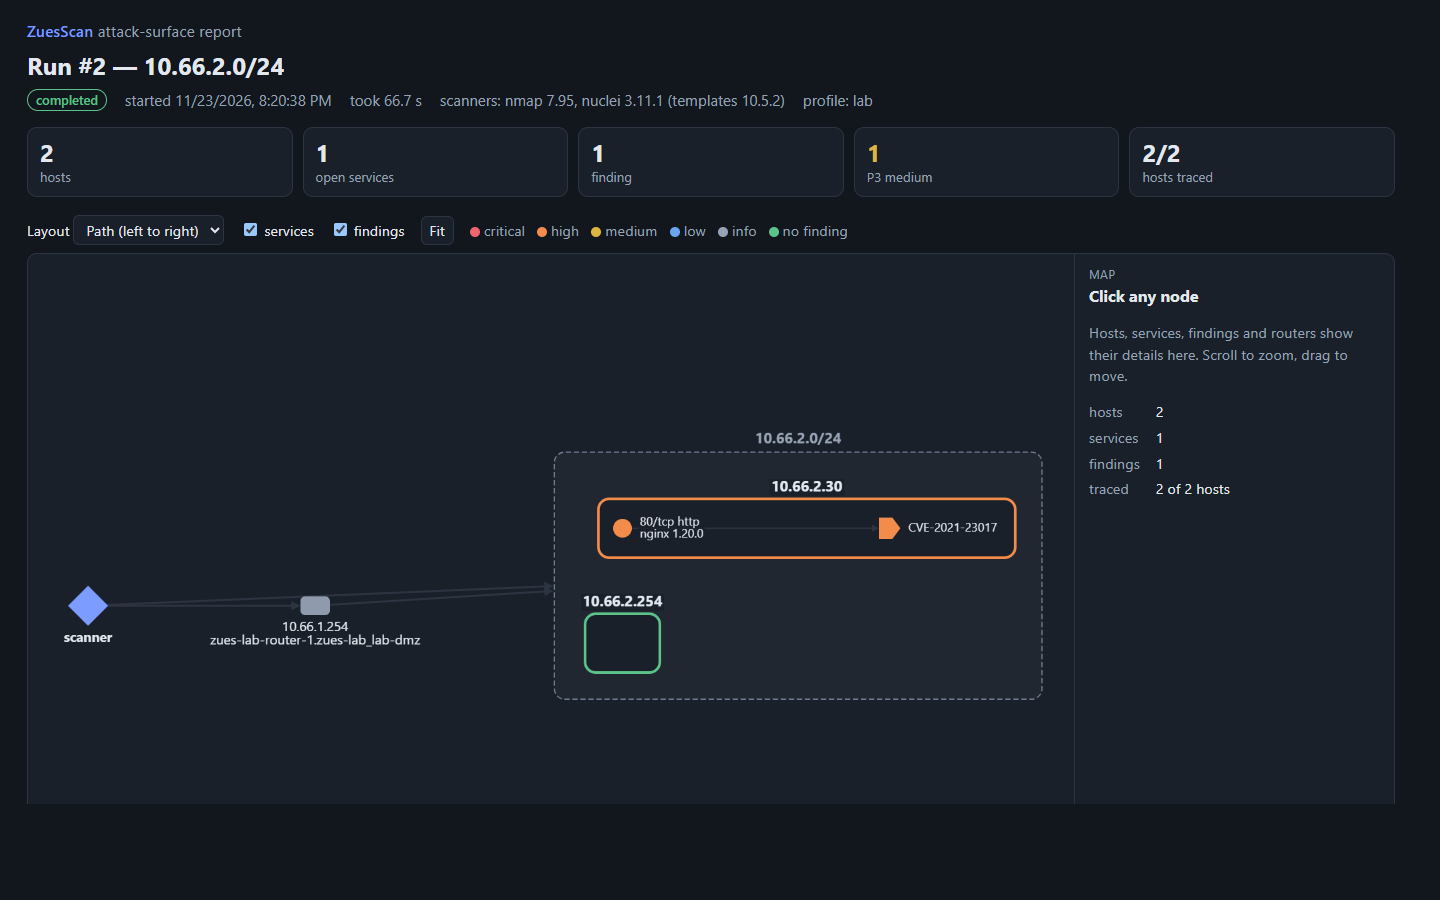 ZuesScan attack-surface report
Run #2 — 10.66.2.0/24
completed started 11/23/2026, 8:20:38 PM took 66.7 s scanners: nmap 7.95, nuclei 3.11.1 (templates 10.5.2) profile: lab
2
hosts
1
open services
1
finding
1
P3 medium
2/2
hosts traced
Layout Path (left to right) services findings Fit critical high medium low info no finding
MAP
Click any node
Hosts, services, findings and routers show
their details here. Scroll to zoom, drag to
move.
hosts 2
services 1
findings 1
traced 2 of 2 hosts
10.66.2.0/24
10.66.2.30
80/tcp http
nginx 1.20.0
CVE-2021-23017
10.66.2.254
scanner
10.66.1.254
zues-lab-router-1.zues-lab_lab-dmz